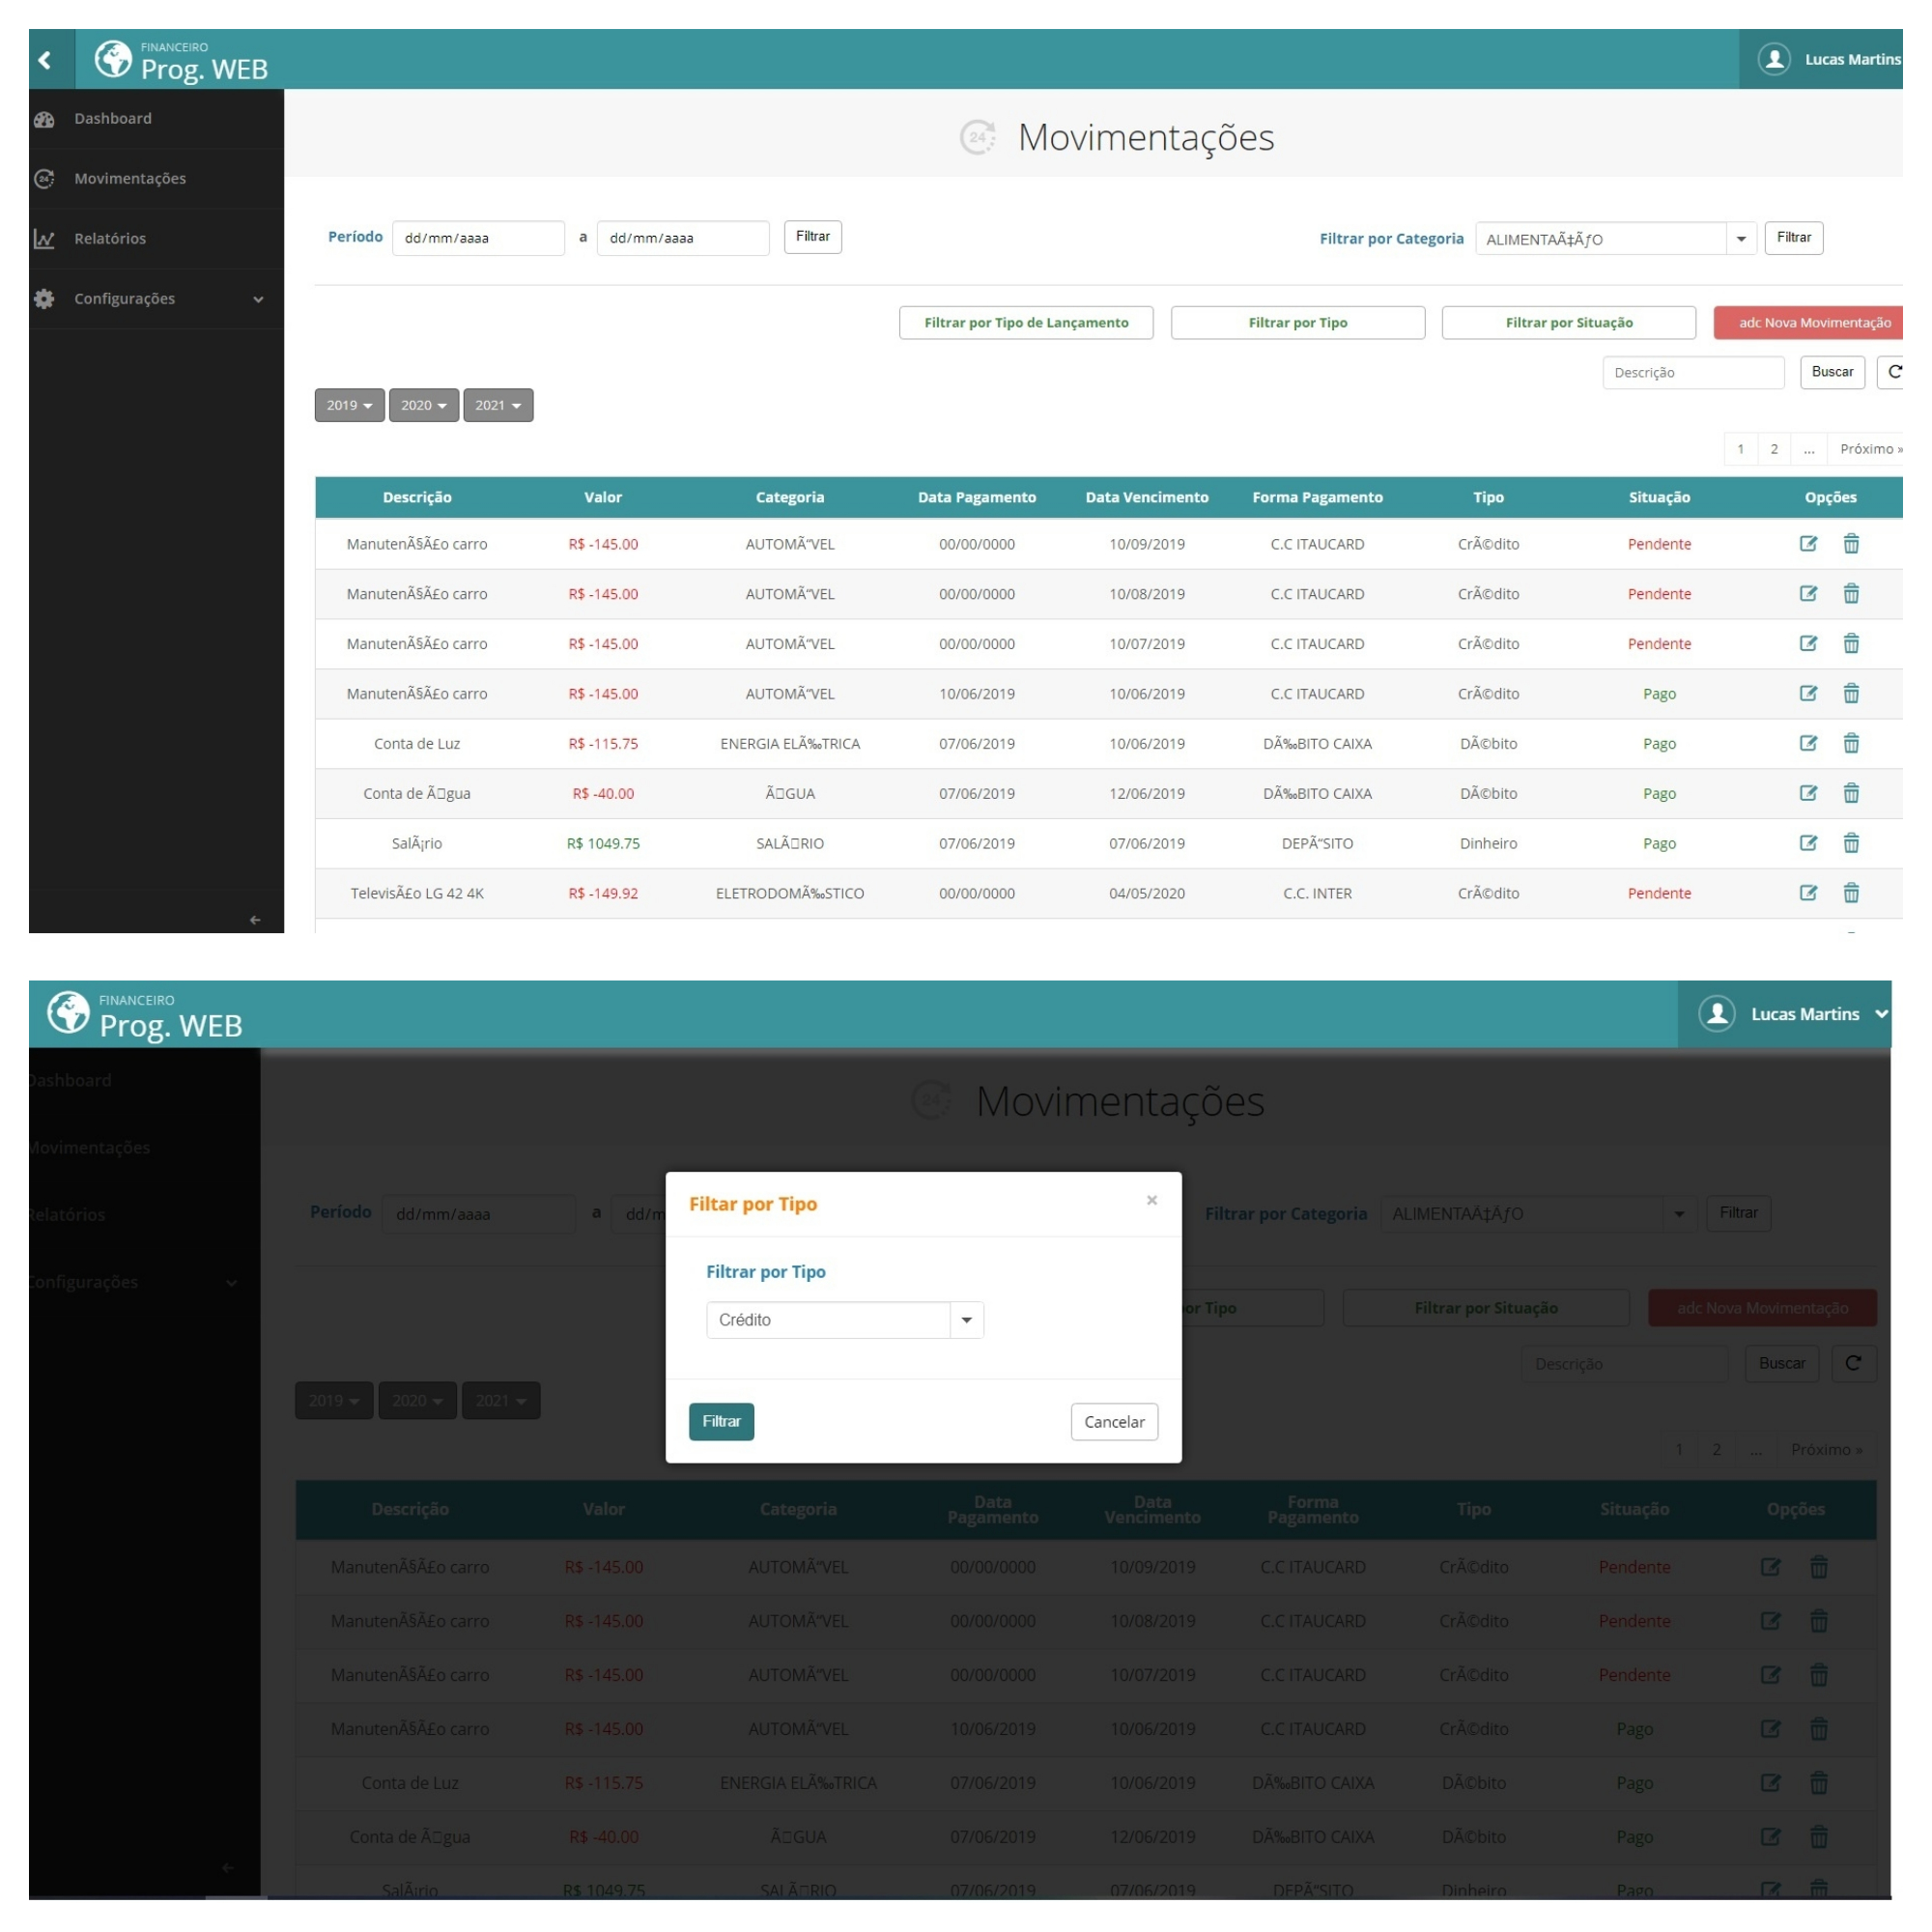 FINANCEIRO
Prog. WEB
Lucas Martins
Dashboard
Movimentações
Relatórios
Configurações
24 Movimentações
Período dd/mm/aaaa a dd/mm/aaaa Filtrar Filtrar por Categoria ALIMENTAÃ‡ÃƒO Filtrar
Filtrar por Tipo de Lançamento Filtrar por Tipo Filtrar por Situação adc Nova Movimentação
Descrição Buscar
2019 2020 2021
1 2 ... Próximo »
Descrição Valor Categoria Data Pagamento Data Vencimento Forma Pagamento Tipo Situação Opções
ManutenÃ§Ã£o carro R$ -145.00 AUTOMÃ“VEL 00/00/0000 10/09/2019 C.C ITAUCARD CrÃ©dito Pendente
ManutenÃ§Ã£o carro R$ -145.00 AUTOMÃ“VEL 00/00/0000 10/08/2019 C.C ITAUCARD CrÃ©dito Pendente
ManutenÃ§Ã£o carro R$ -145.00 AUTOMÃ“VEL 00/00/0000 10/07/2019 C.C ITAUCARD CrÃ©dito Pendente
ManutenÃ§Ã£o carro R$ -145.00 AUTOMÃ“VEL 10/06/2019 10/06/2019 C.C ITAUCARD CrÃ©dito Pago
Conta de Luz R$ -115.75 ENERGIA ELÃ‰TRICA 07/06/2019 10/06/2019 DÃ‰BITO CAIXA DÃ©bito Pago
Conta de Ã□gua R$ -40.00 Ã□GUA 07/06/2019 12/06/2019 DÃ‰BITO CAIXA DÃ©bito Pago
SalÃ¡rio R$ 1049.75 SALÃ□RIO 07/06/2019 07/06/2019 DEPÃ“SITO Dinheiro Pago
TelevisÃ£o LG 42 4K R$ -149.92 ELETRODOMÃ‰STICO 00/00/0000 04/05/2020 C.C. INTER CrÃ©dito Pendente
FINANCEIRO
Prog. WEB
Lucas Martins
Dashboard
Movimentações
Relatórios
Configurações
24 Movimentações
Período dd/mm/aaaa a dd/m
Filtrar por Categoria ALIMENTAÃ‡ÃƒO Filtrar
Filtar por Tipo ×
Filtrar por Tipo
Crédito
Filtrar Cancelar
or Tipo Filtrar por Situação adc Nova Movimentação
Descrição Buscar
2019 2020 2021
1 2 ... Próximo »
Descrição Valor Categoria Data Pagamento Data Vencimento Forma Pagamento Tipo Situação Opções
ManutenÃ§Ã£o carro R$ -145.00 AUTOMÃ“VEL 00/00/0000 10/09/2019 C.C ITAUCARD CrÃ©dito Pendente
ManutenÃ§Ã£o carro R$ -145.00 AUTOMÃ“VEL 00/00/0000 10/08/2019 C.C ITAUCARD CrÃ©dito Pendente
ManutenÃ§Ã£o carro R$ -145.00 AUTOMÃ“VEL 00/00/0000 10/07/2019 C.C ITAUCARD CrÃ©dito Pendente
ManutenÃ§Ã£o carro R$ -145.00 AUTOMÃ“VEL 10/06/2019 10/06/2019 C.C ITAUCARD CrÃ©dito Pago
Conta de Luz R$ -115.75 ENERGIA ELÃ‰TRICA 07/06/2019 10/06/2019 DÃ‰BITO CAIXA DÃ©bito Pago
Conta de Ã□gua R$ -40.00 Ã□GUA 07/06/2019 12/06/2019 DÃ‰BITO CAIXA DÃ©bito Pago
SalÃ¡rio R$ 1049.75 SALÃ□RIO 07/06/2019 07/06/2019 DEPÃ“SITO Dinheiro Pago